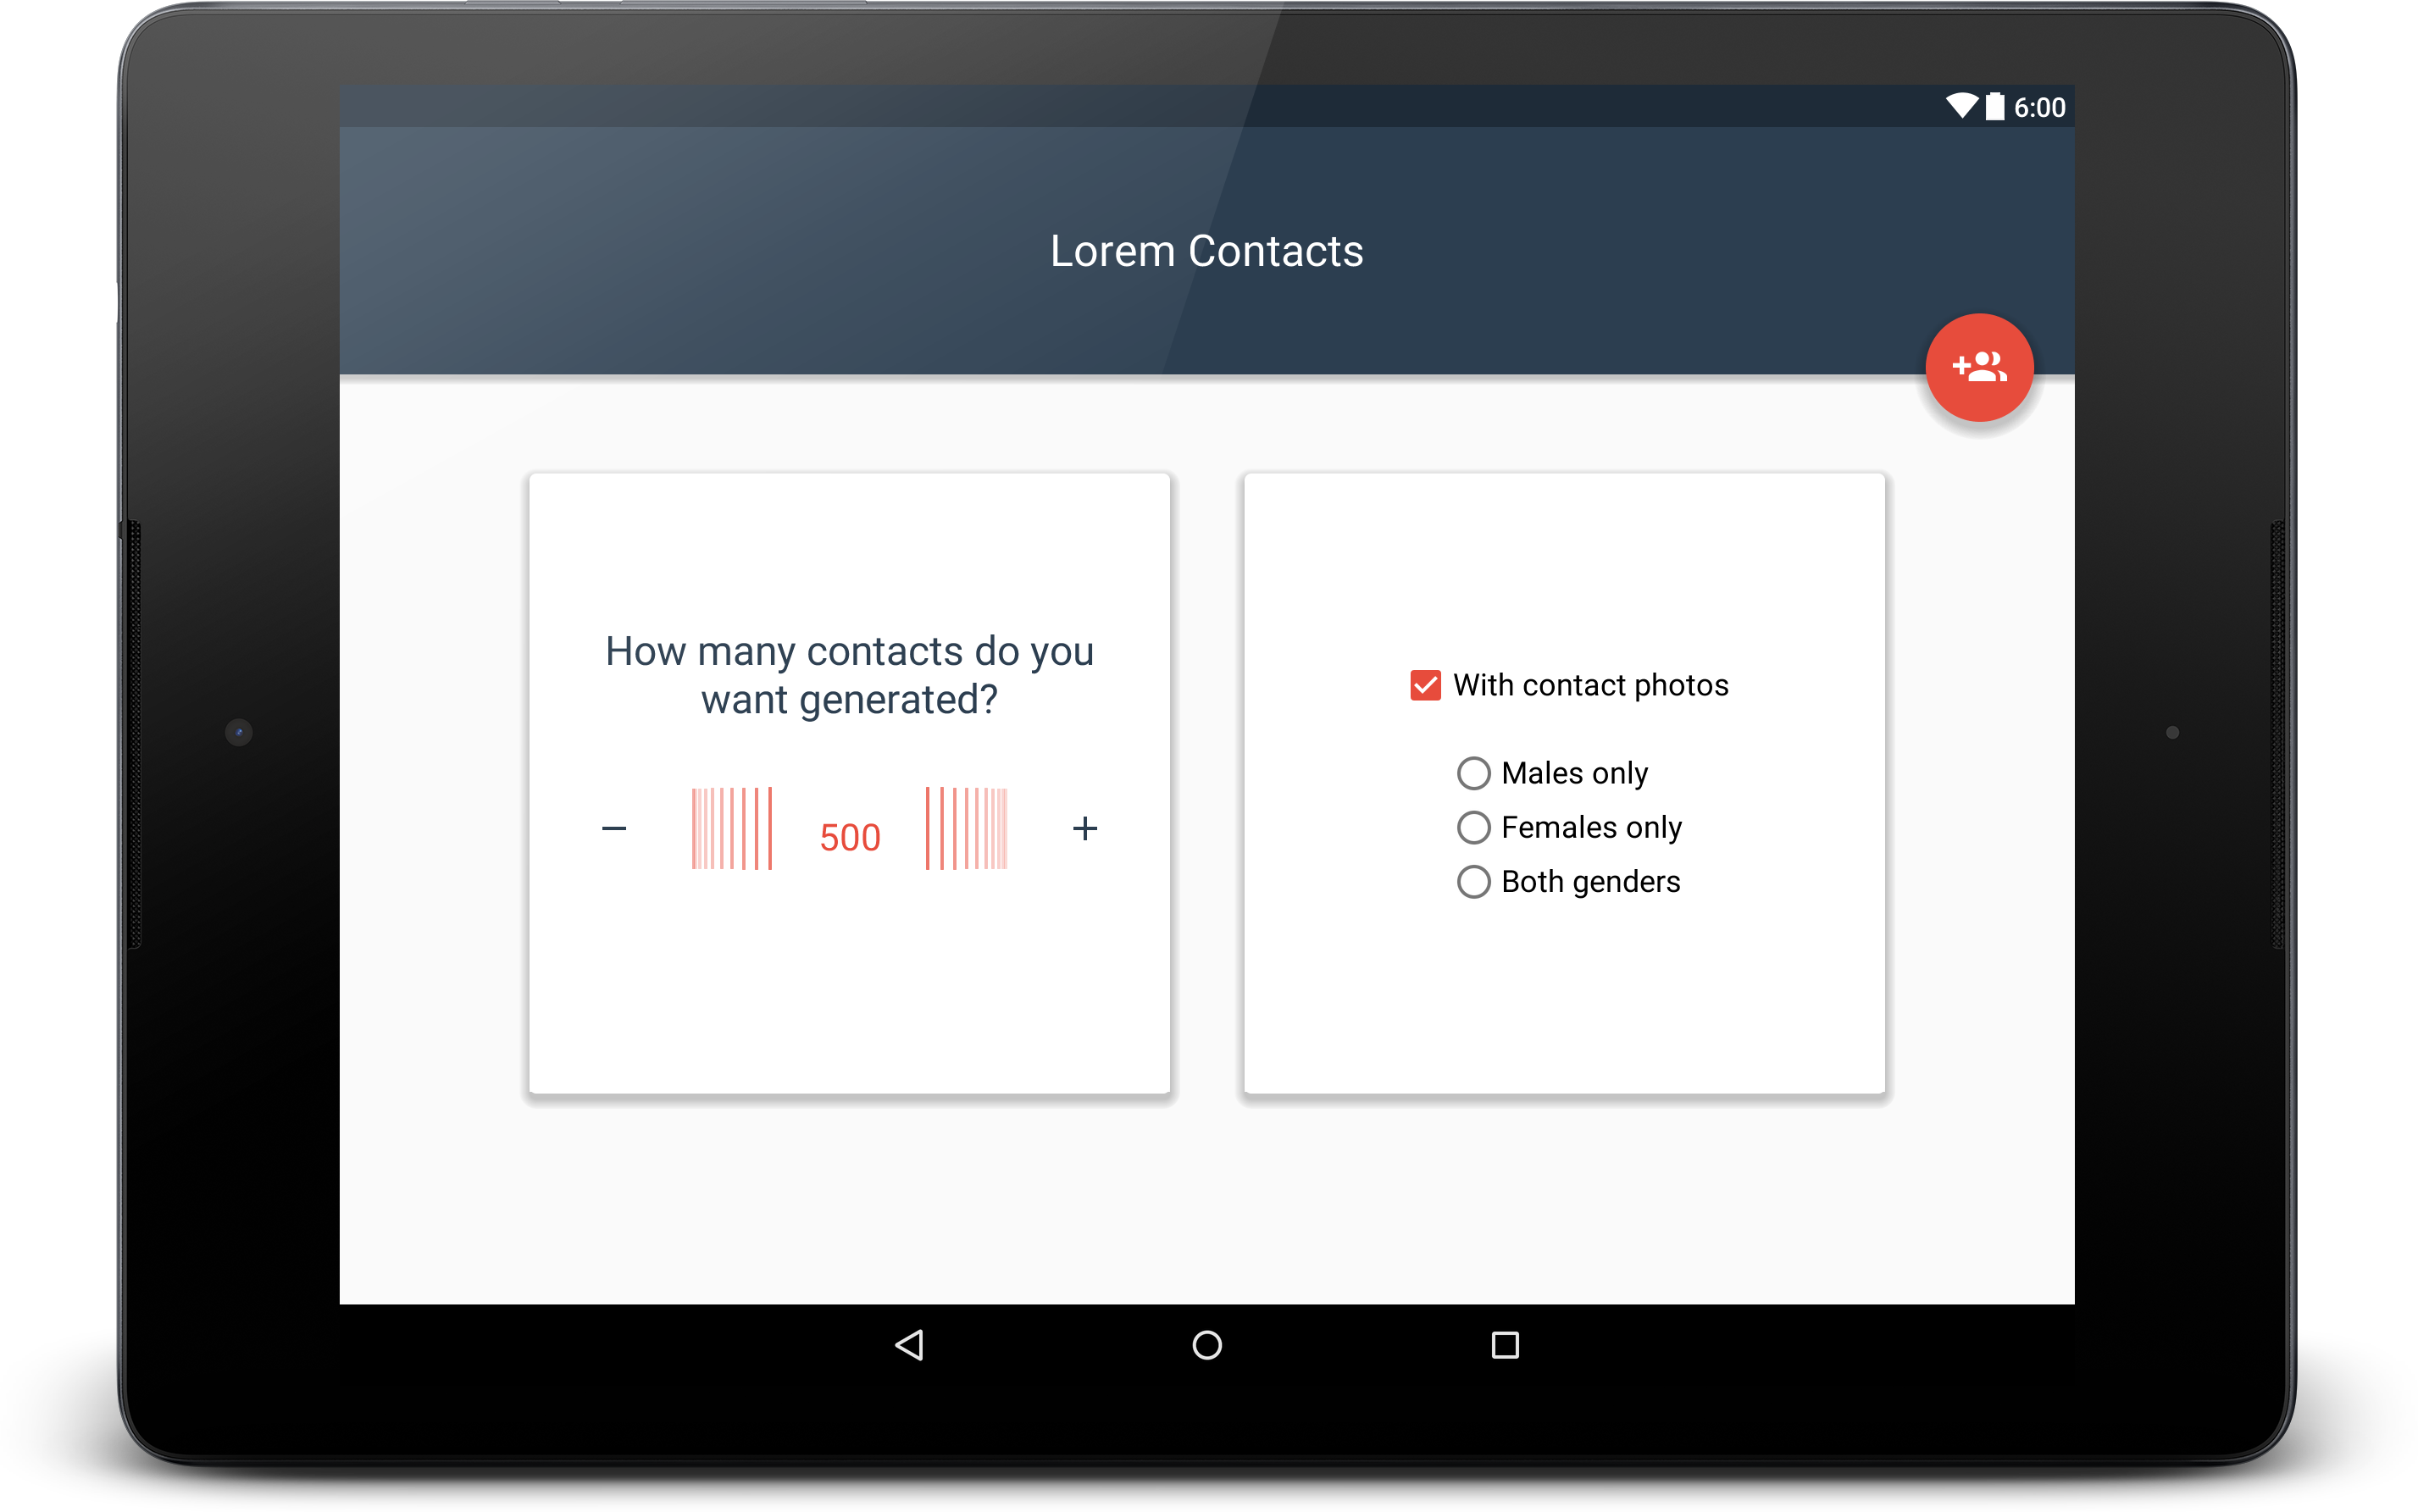 6:00
Lorem Contacts
How many contacts do you
want generated?
500
With contact photos
Males only
Females only
Both genders